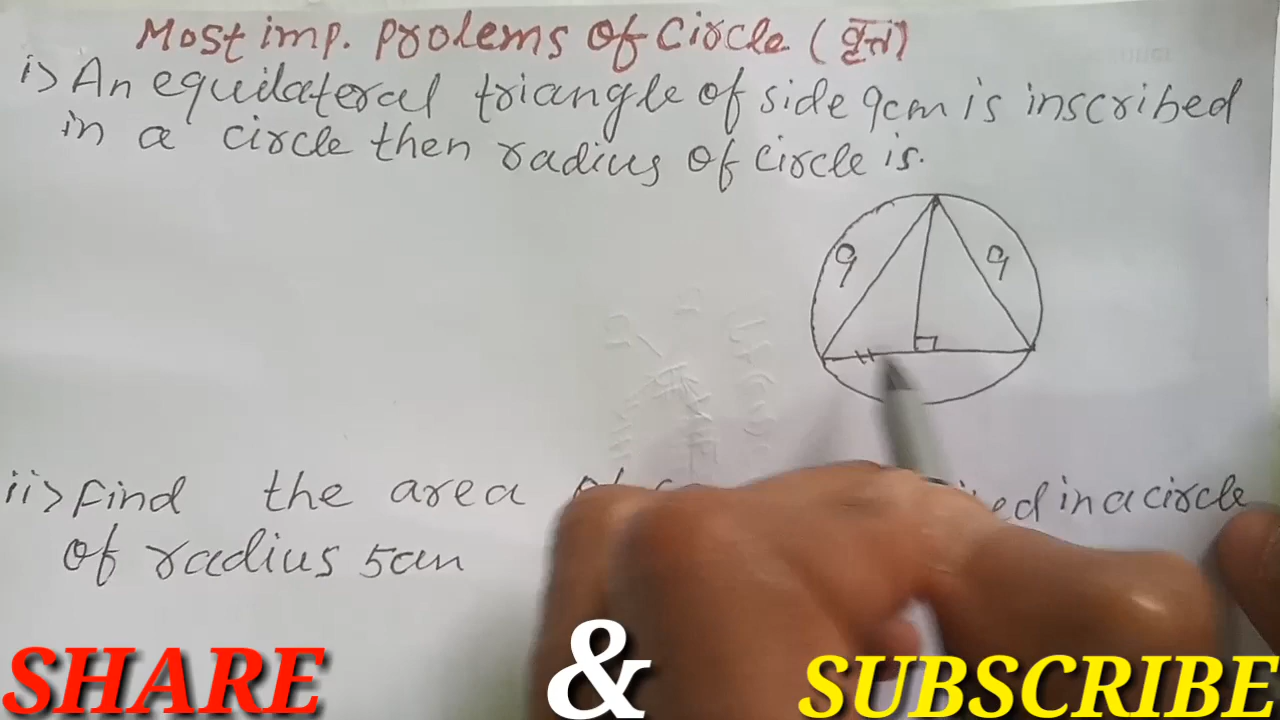 Most imp. Prolems Of Circle (वृत्त)
i> An equilateral triangle of side 9cm is inscribed
in a circle then radius of circle is.
9 9
ii> Find the area of in a circle
of radius 5cm
SHARE & SUBSCRIBE